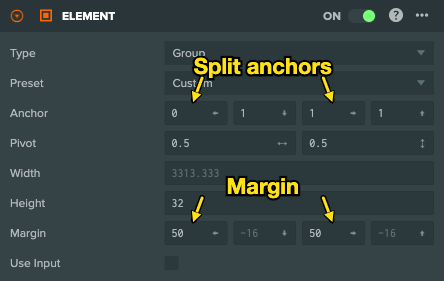 ELEMENT ON ? •••
Type Group
Split anchors
Preset Custom
Anchor 0 1 1 1
Pivot 0.5 0.5
Width 3313.333
Margin
Height 32
Margin 50 -16 50 -16
Use Input